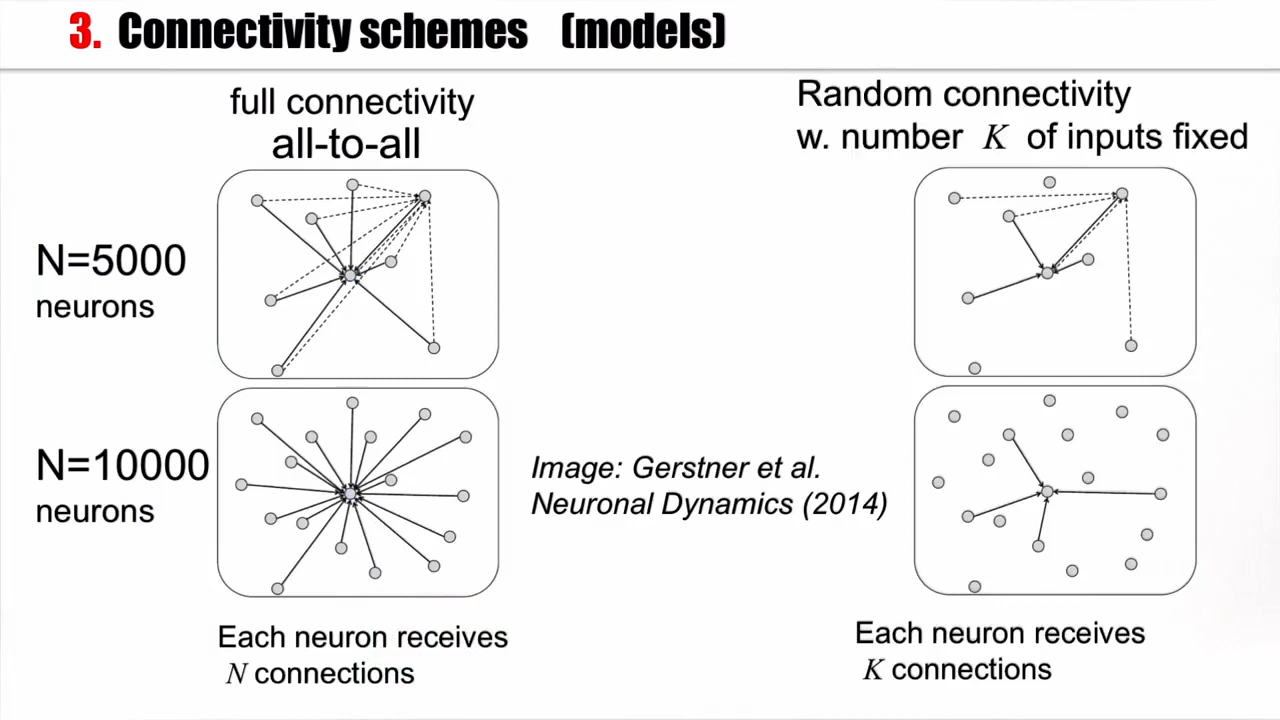 3. Connectivity schemes (models)
full connectivity
all-to-all
Random connectivity
w. number K of inputs fixed
N=5000
neurons
N=10000
neurons
Image: Gerstner et al.
Neuronal Dynamics (2014)
Each neuron receives
N connections
Each neuron receives
K connections